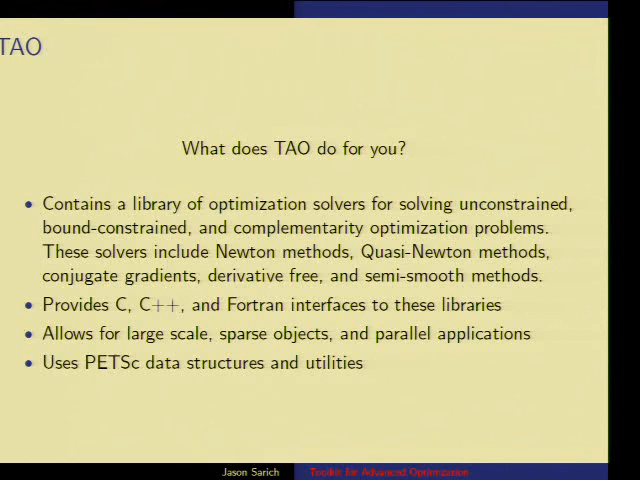 TAO
What does TAO do for you?
• Contains a library of optimization solvers for solving unconstrained,
bound-constrained, and complementarity optimization problems.
These solvers include Newton methods, Quasi-Newton methods,
conjugate gradients, derivative free, and semi-smooth methods.
• Provides C, C++, and Fortran interfaces to these libraries
• Allows for large scale, sparse objects, and parallel applications
• Uses PETSc data structures and utilities
Jason Sarich Toolkit for Advanced Optimization